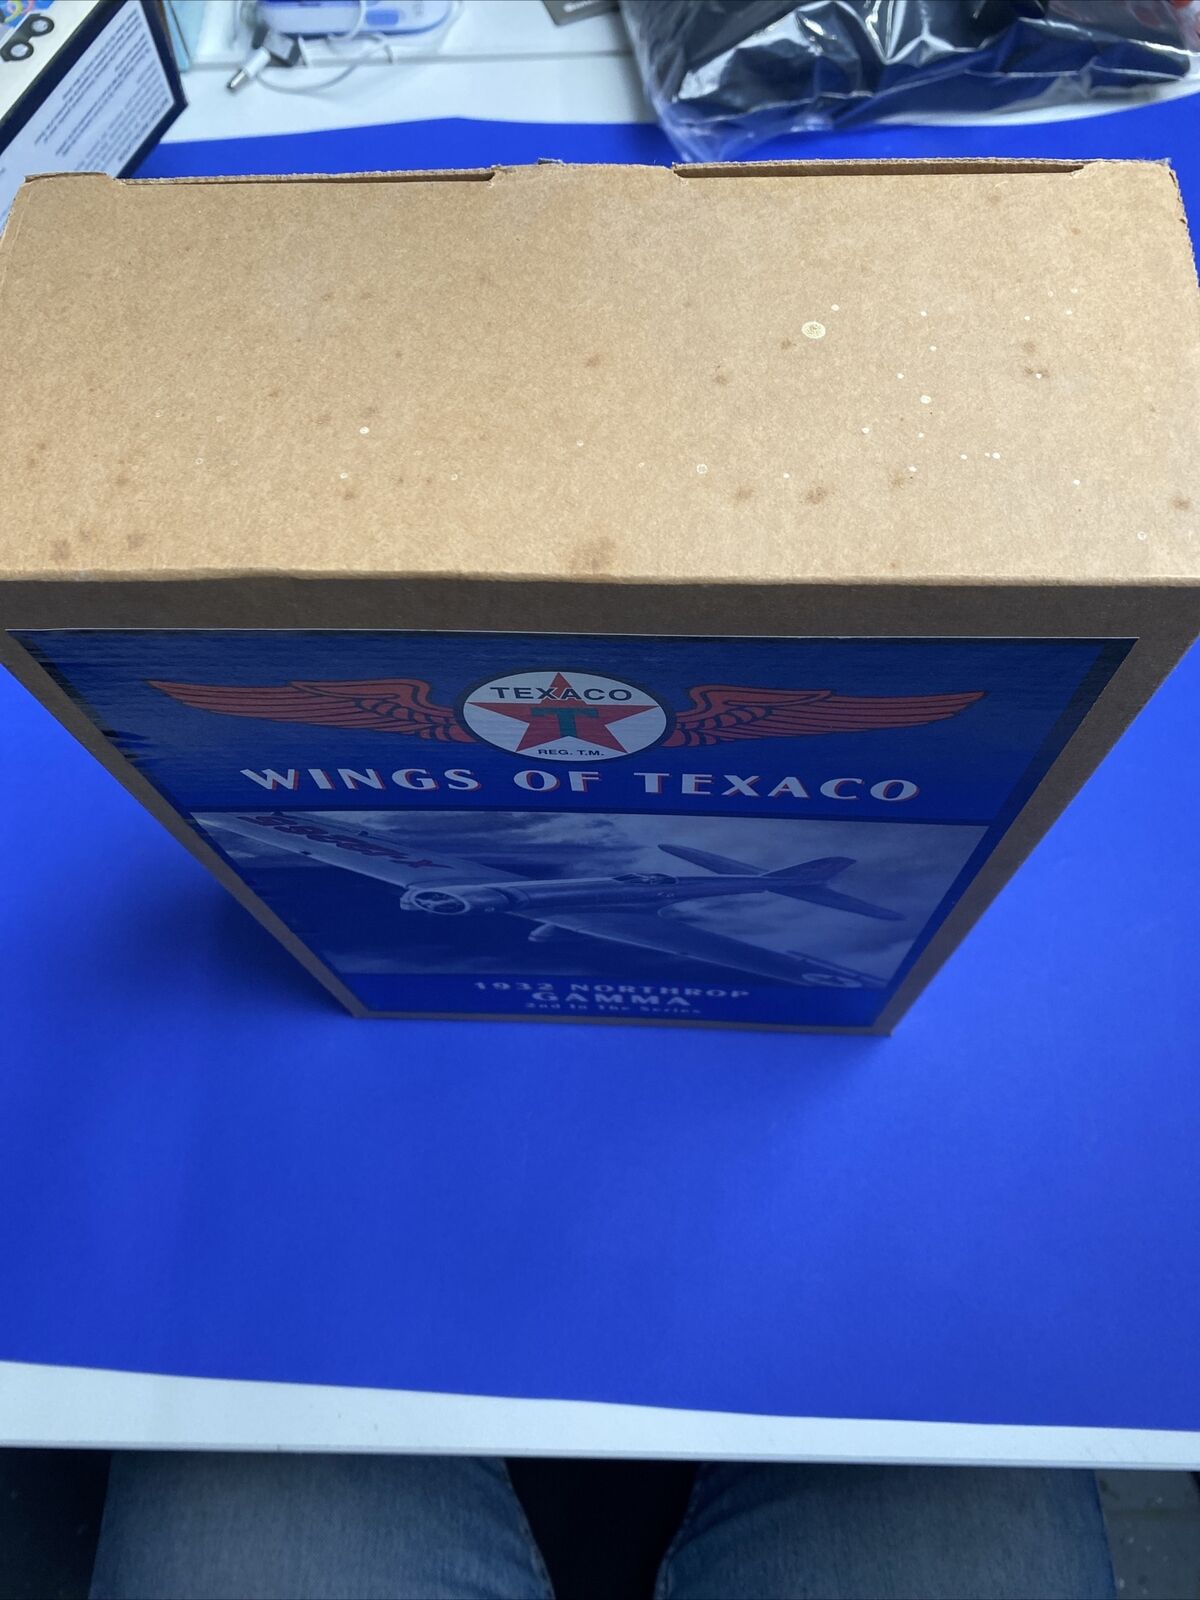 TEXACO
T
REG. T.M.
WINGS OF TEXACO
1932 NORTHROP
GAMMA
2nd In The Series